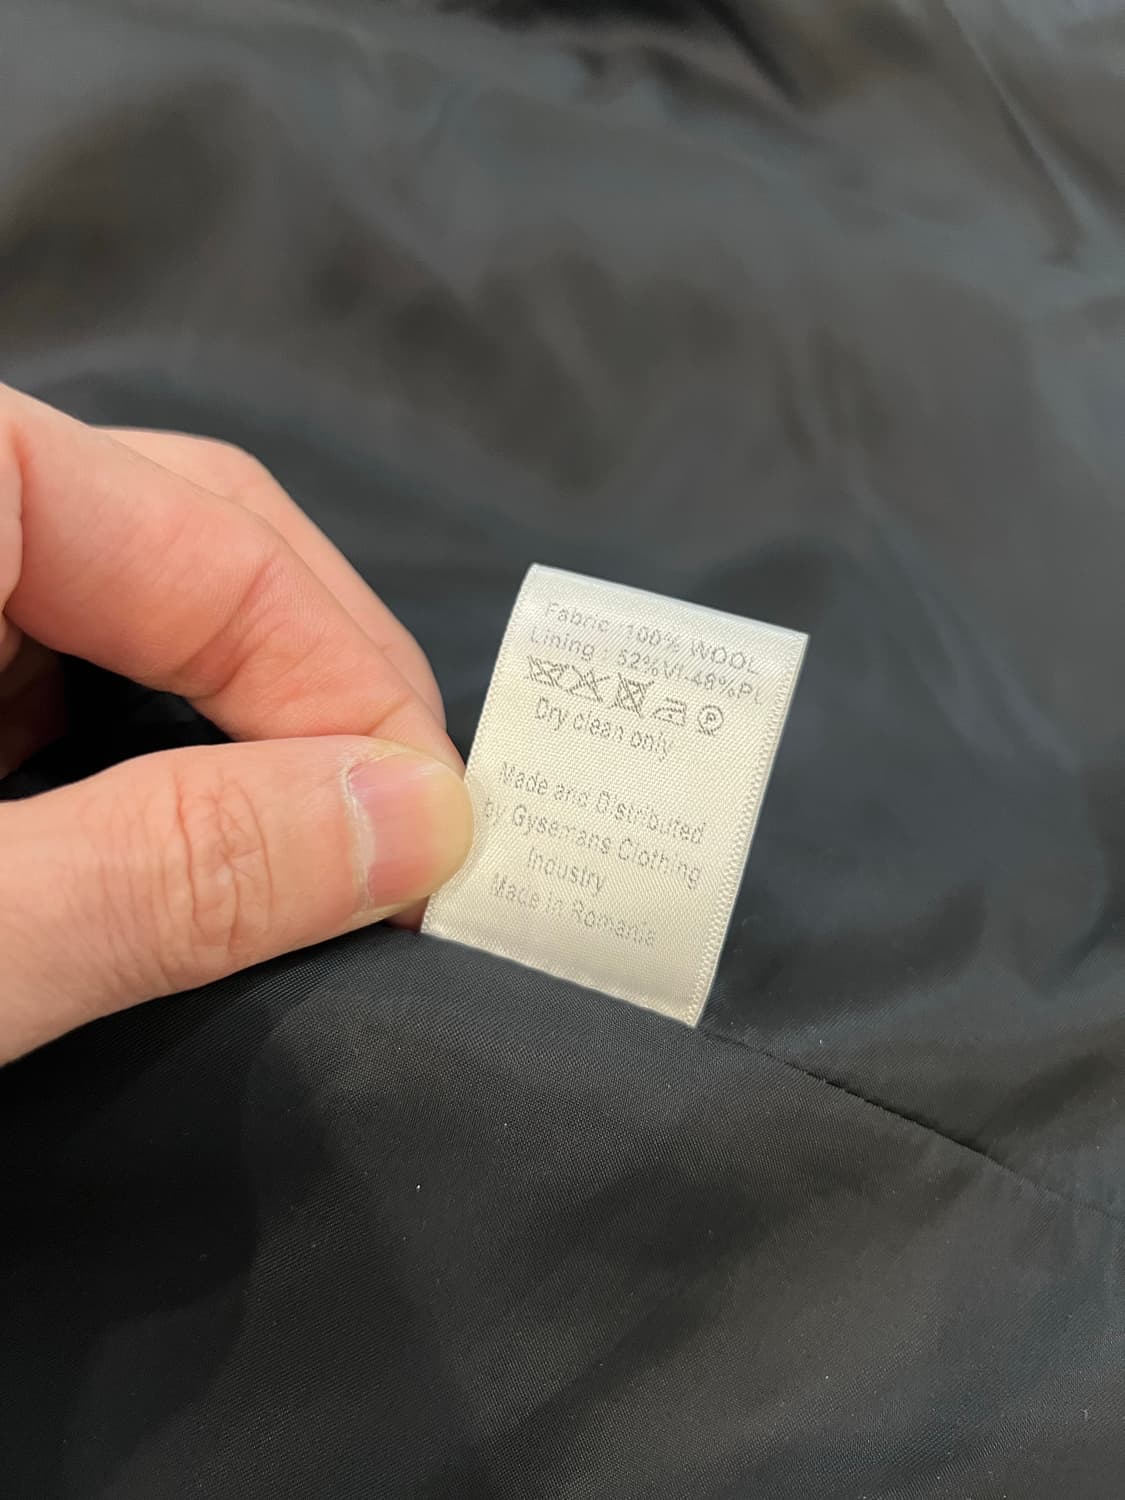 Fabric : 100% WOOL
Lining : 52%VI-48%PL
P
Dry clean only
Made and Distributed
by Gysemans Clothing
Industry
Made in Romania